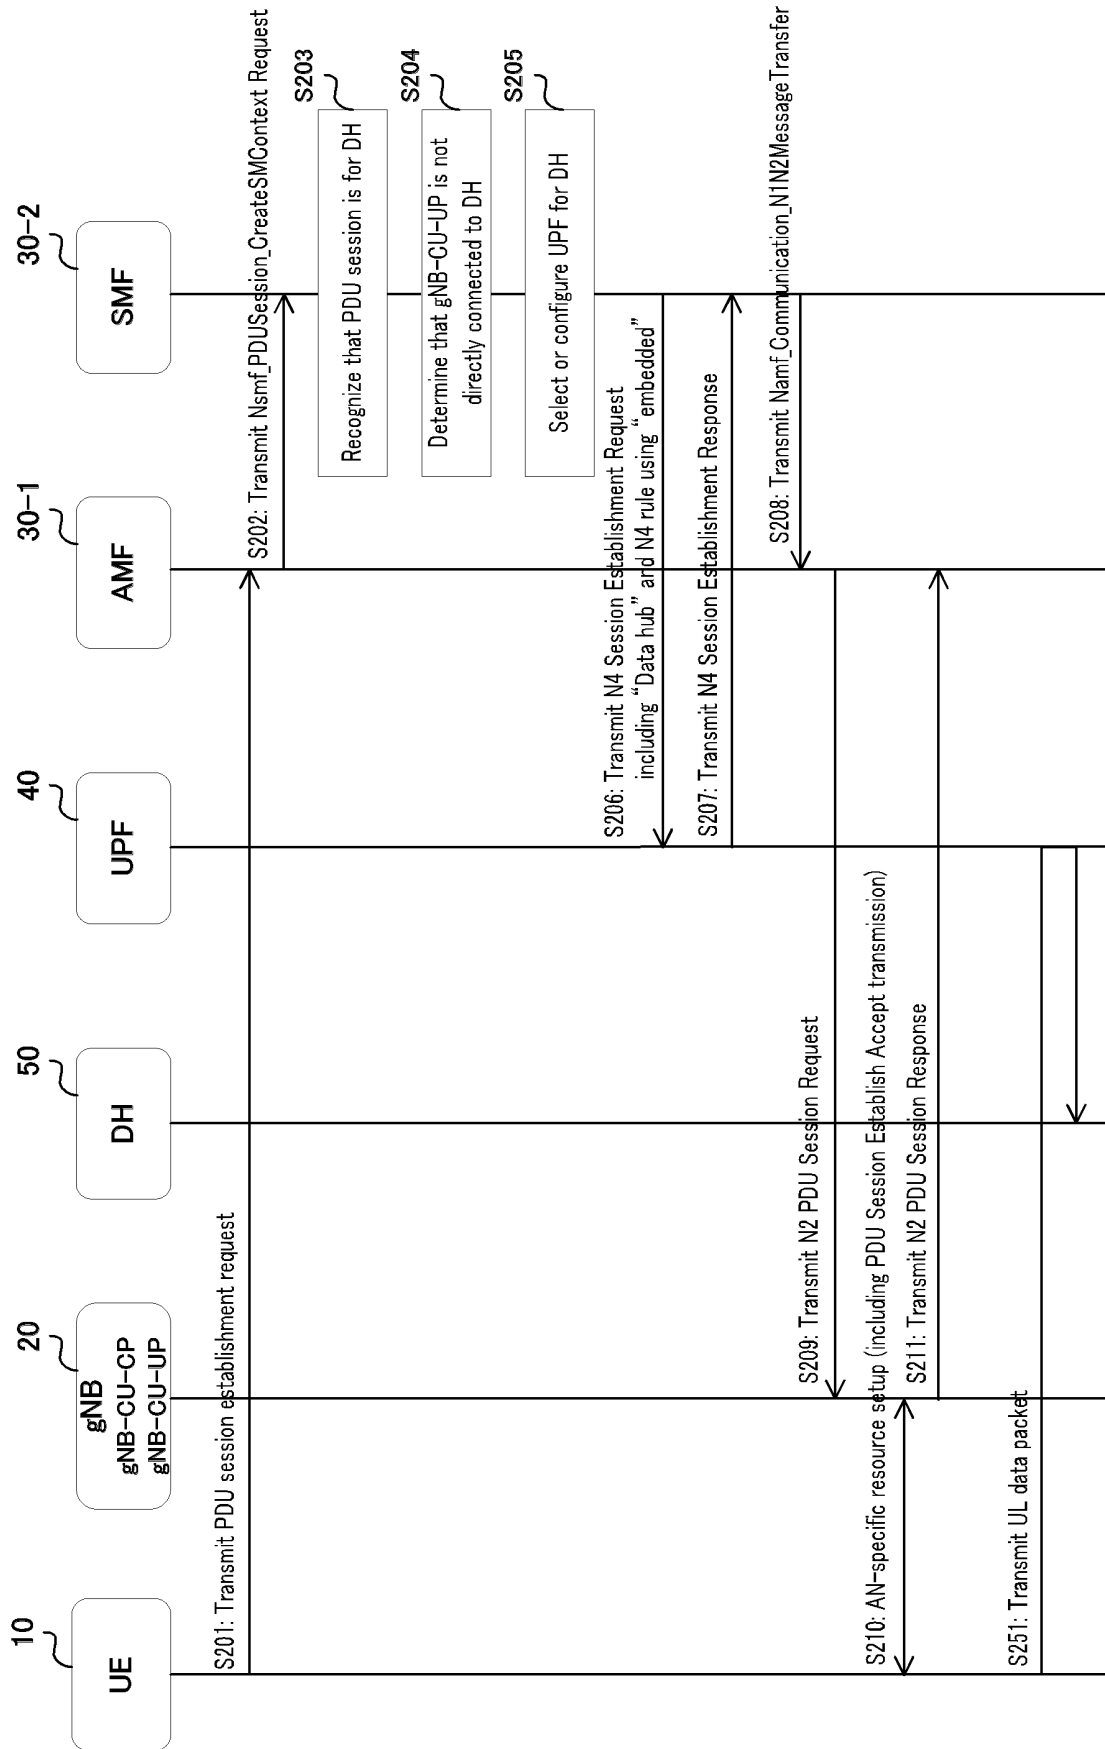 10
UE
20
gNB
gNB-CU-CP
gNB-CU-UP
50
DH
40
UPF
30-1
AMF
30-2
SMF
S201: Transmit PDU session establishment request
S202: Transmit Nsmf_PDUSession_CreateSMContext Request
S203
Recognize that PDU session is for DH
S204
Determine that gNB-CU-UP is not
directly connected to DH
S205
Select or configure UPF for DH
S206: Transmit N4 Session Establishment Request
including “Data hub” and N4 rule using “embedded”
S207: Transmit N4 Session Establishment Response
S208: Transmit Namf_Communication_N1N2MessageTransfer
S209: Transmit N2 PDU Session Request
S210: AN-specific resource setup (including PDU Session Establish Accept transmission)
S211: Transmit N2 PDU Session Response
S251: Transmit UL data packet